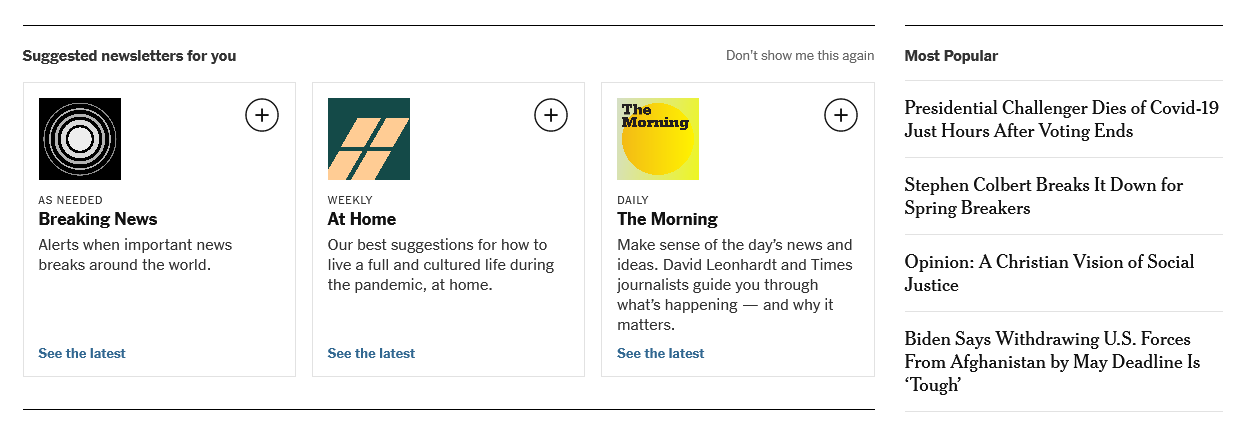 Suggested newsletters for you
Don't show me this again
AS NEEDED
Breaking News
Alerts when important news
breaks around the world.
See the latest
WEEKLY
At Home
Our best suggestions for how to
live a full and cultured life during
the pandemic, at home.
See the latest
The
Morning
DAILY
The Morning
Make sense of the day's news and
ideas. David Leonhardt and Times
journalists guide you through
what's happening — and why it
matters.
See the latest
Most Popular
Presidential Challenger Dies of Covid-19
Just Hours After Voting Ends
Stephen Colbert Breaks It Down for
Spring Breakers
Opinion: A Christian Vision of Social
Justice
Biden Says Withdrawing U.S. Forces
From Afghanistan by May Deadline Is
‘Tough’